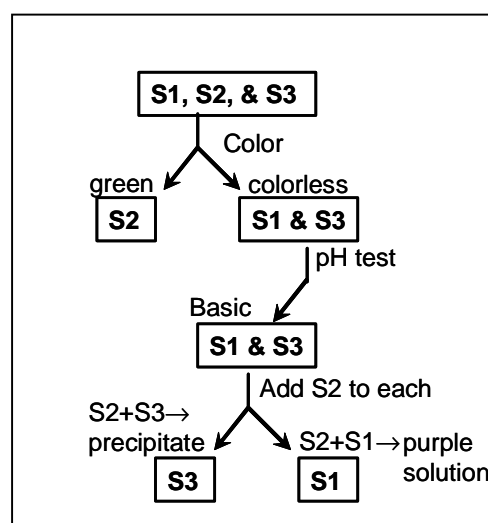 S1, S2, & S3
Color
green
colorless
S2
S1 & S3
pH test
Basic
S1 & S3
Add S2 to each
S2+S3→
precipitate
S2+S1→purple
solution
S3
S1